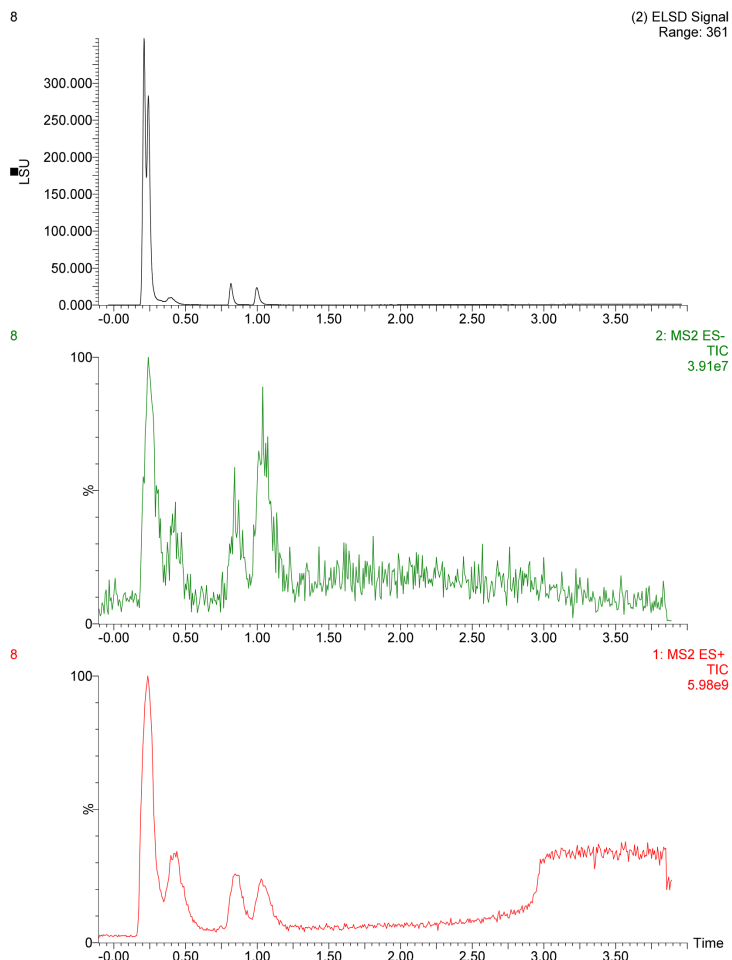 8
(2) ELSD Signal
Range: 361
300.000
250.000
200.000
150.000
100.000
50.000
0.000
LSU
-0.00 0.50 1.00 1.50 2.00 2.50 3.00 3.50
8
2: MS2 ES-
TIC
3.91e7
100
%
0
-0.00 0.50 1.00 1.50 2.00 2.50 3.00 3.50
8
1: MS2 ES+
TIC
5.98e9
100
%
0
Time
-0.00 0.50 1.00 1.50 2.00 2.50 3.00 3.50